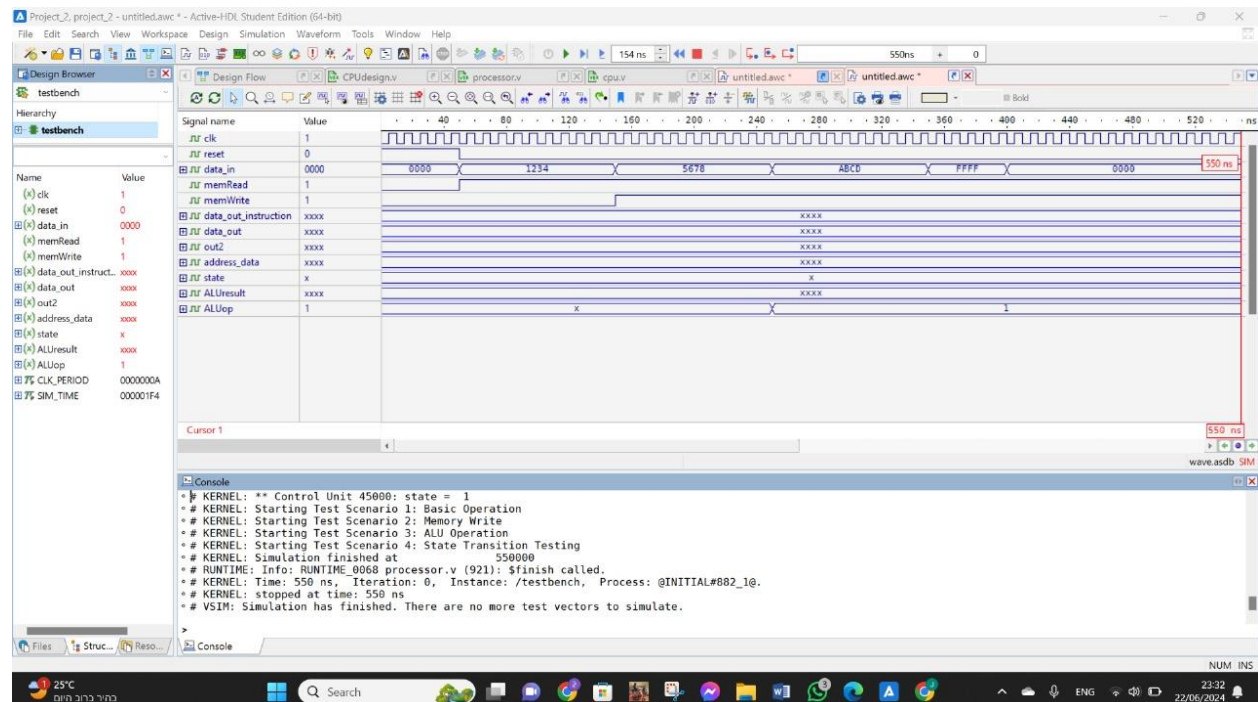 Project_2, project_2 - untitled.awc * - Active-HDL Student Edition (64-bit)
File Edit Search View Workspace Design Simulation Waveform Tools Window Help
154 ns 550ns + 0
Design Browser
testbench
Hierarchy
testbench
Name Value
(x) clk 1
(x) reset 0
(x) data_in 0000
(x) memRead 1
(x) memWrite 1
(x) data_out_instruct... xxxx
(x) data_out xxxx
(x) out2 xxxx
(x) address_data xxxx
(x) state x
(x) ALUresult xxxx
(x) ALUop 1
CLK_PERIOD 0000000A
SIM_TIME 000001F4
Files Struc... Reso...
Design Flow CPUdesign.v processor.v cpu.v untitled.awc * untitled.awc *
Bold
Signal name Value 40 80 120 160 200 240 280 320 360 400 440 480 520 ns
clk 1
reset 0
data_in 0000 0000 1234 5678 ABCD FFFF 0000
550 ns
memRead 1
memWrite 1
data_out_instruction xxxx xxxx
data_out xxxx xxxx
out2 xxxx xxxx
address_data xxxx xxxx
state x x
ALUresult xxxx xxxx
ALUop 1 x 1
Cursor 1 550 ns
wave.asdb SIM
Console
# KERNEL: ** Control Unit 45000: state = 1
# KERNEL: Starting Test Scenario 1: Basic Operation
# KERNEL: Starting Test Scenario 2: Memory Write
# KERNEL: Starting Test Scenario 3: ALU Operation
# KERNEL: Starting Test Scenario 4: State Transition Testing
# KERNEL: Simulation finished at 550000
# RUNTIME: Info: RUNTIME_0068 processor.v (921): $finish called.
# KERNEL: Time: 550 ns, Iteration: 0, Instance: /testbench, Process: @INITIAL#882_1@.
# KERNEL: stopped at time: 550 ns
# VSIM: Simulation has finished. There are no more test vectors to simulate.
>
Console
NUM INS
25°C
בהיר ברוב היום
Search
ENG
23:32
22/06/2024